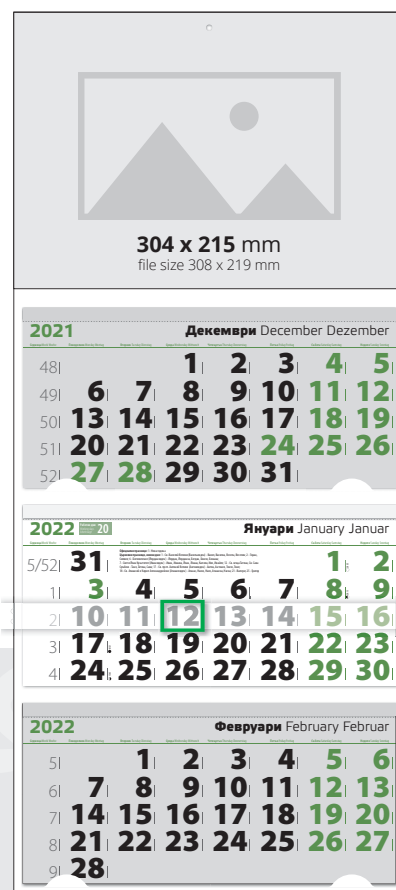 304 x 215 mm
file size 308 x 219 mm
2021 Декември December Dezember
48 1 2 3 4 5
49 6 7 8 9 10 11 12
50 13 14 15 16 17 18 19
51 20 21 22 23 24 25 26
52 27 28 29 30 31
2022 20 Януари January Januar
5/52 31 1 2
1 3 4 5 6 7 8 9
2 10 11 12 13 14 15 16
3 17 18 19 20 21 22 23
4 24 25 26 27 28 29 30
2022 Февруари February Februar
5 1 2 3 4 5 6
6 7 8 9 10 11 12 13
7 14 15 16 17 18 19 20
8 21 22 23 24 25 26 27
9 28